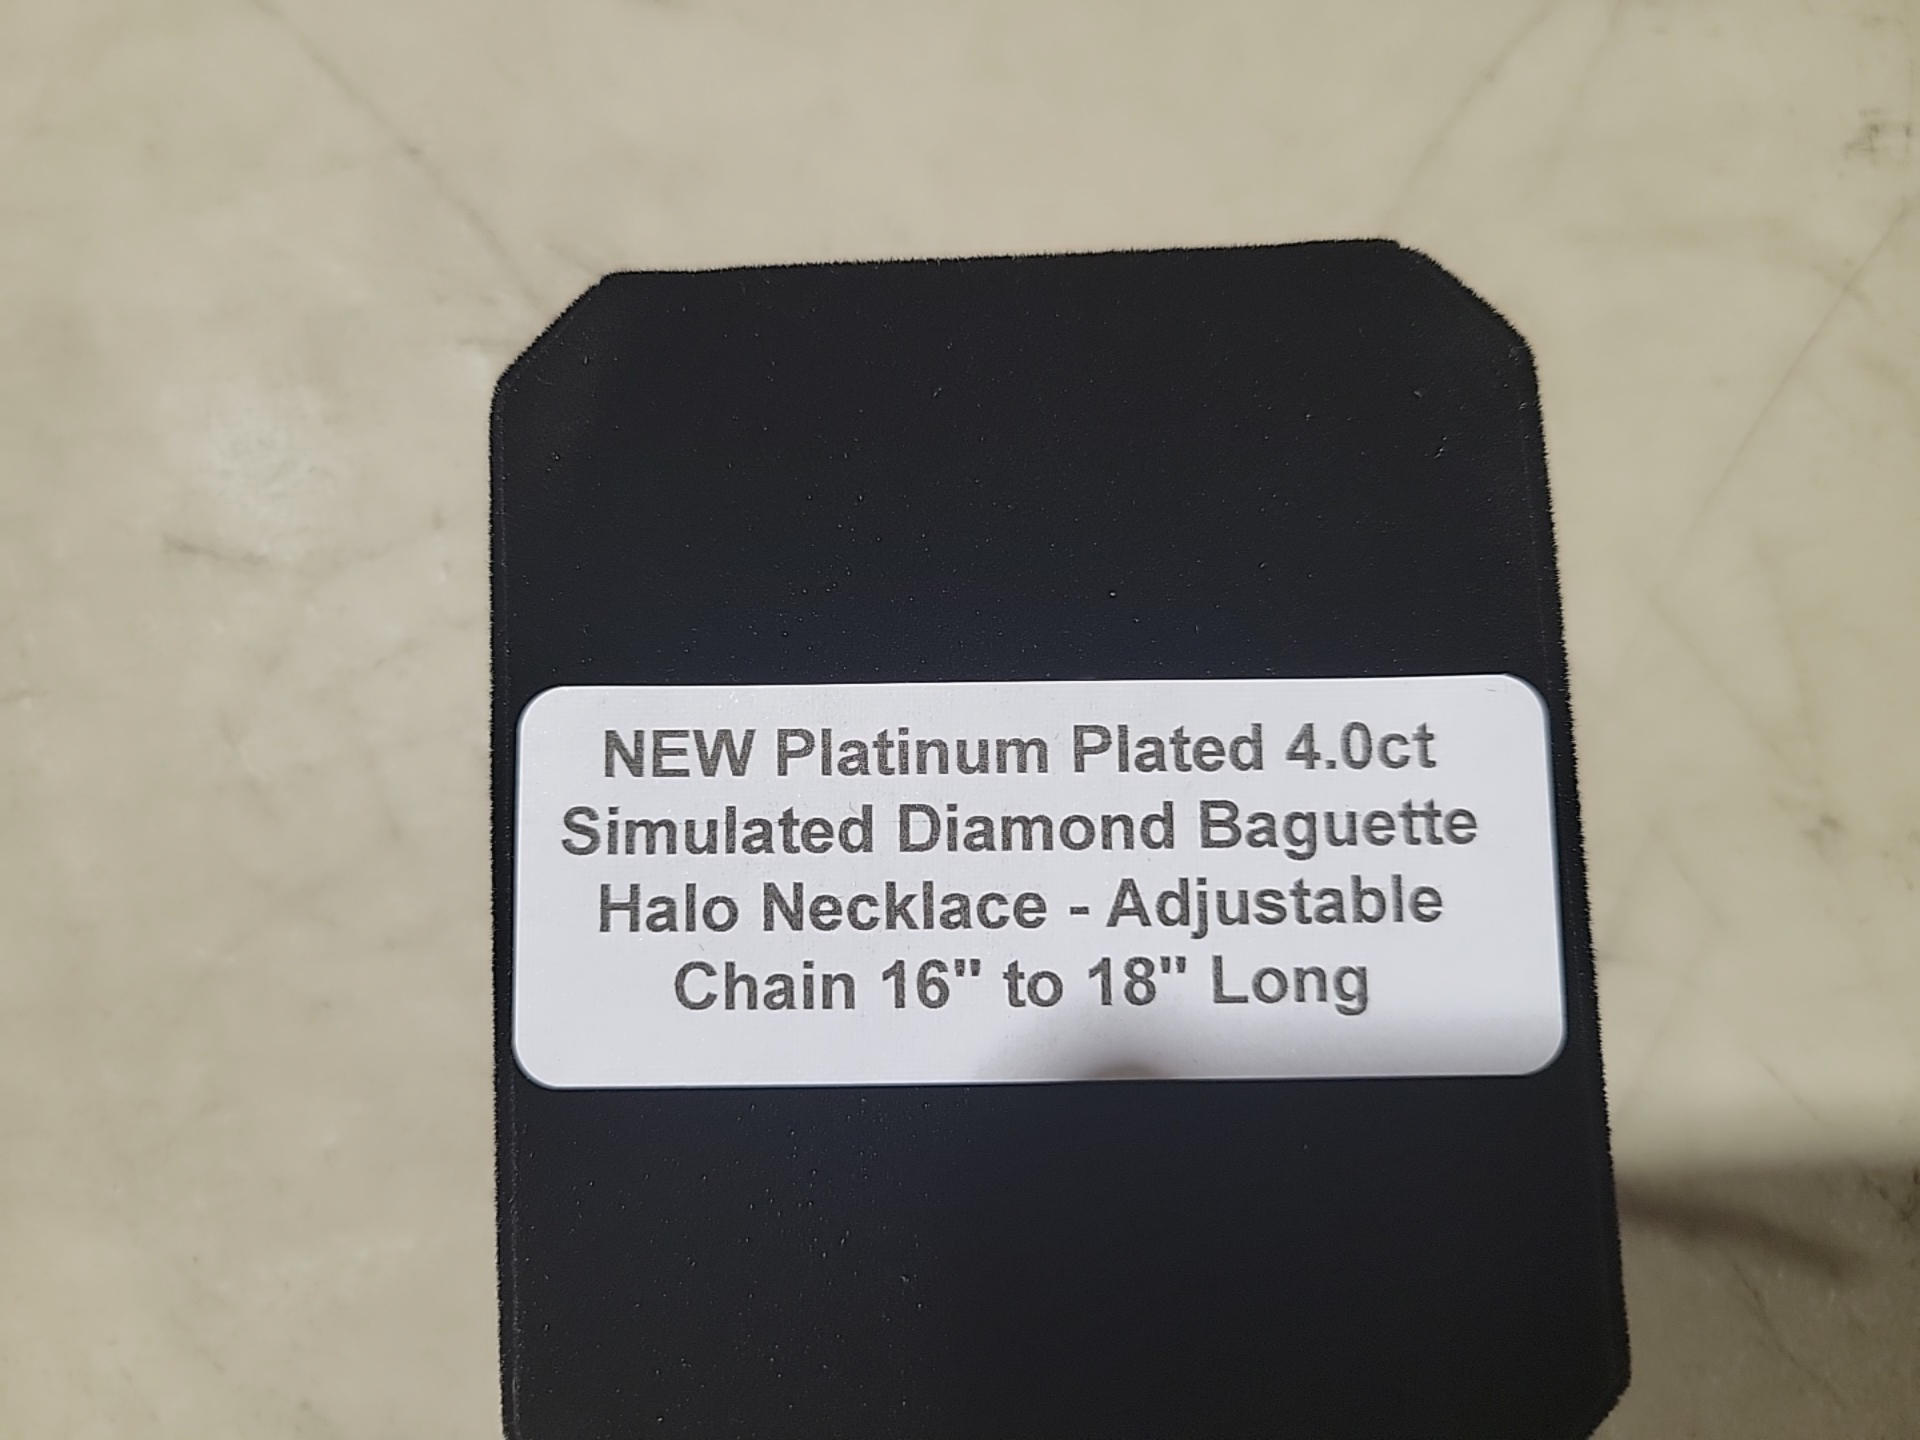 NEW Platinum Plated 4.0ct
Simulated Diamond Baguette
Halo Necklace - Adjustable
Chain 16" to 18" Long